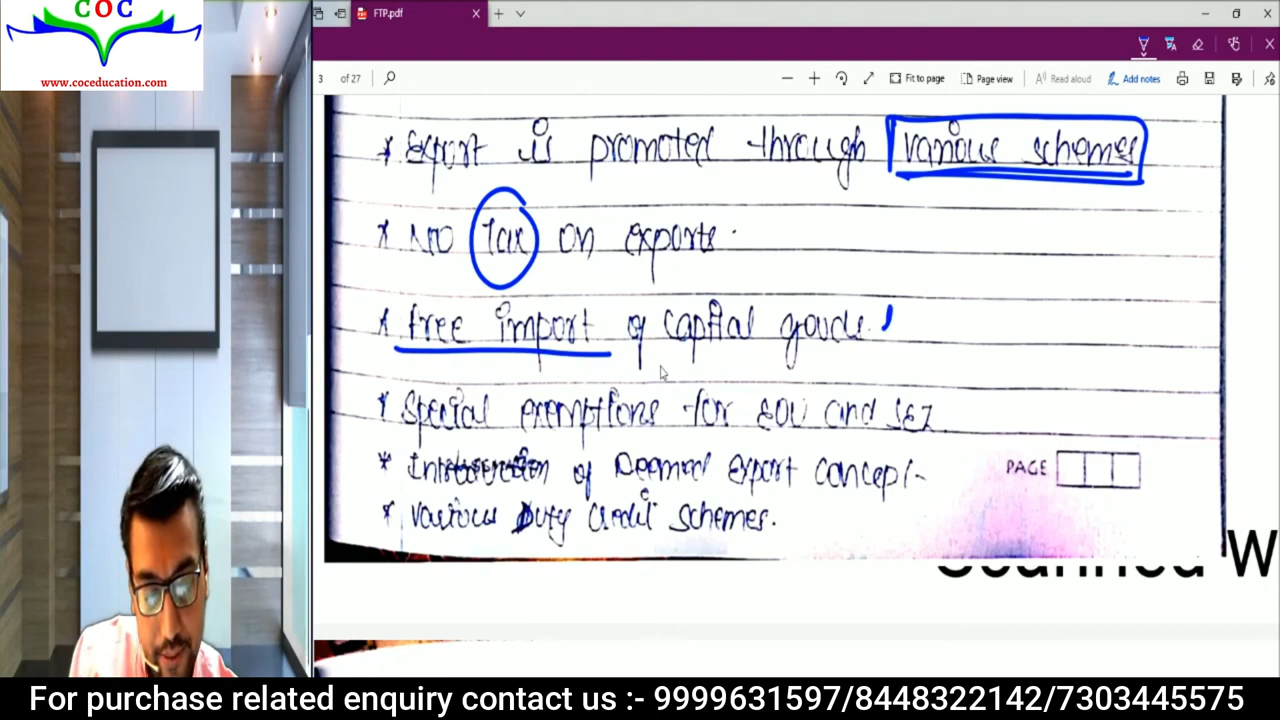 COC
www.coceducation.com
FTP.pdf
3 of 27
Fit to page
Page view
Read aloud
Add notes
* Export is promoted through various schemes
* NO Tax on exports.
* free import of capital goods.
* Special exemptions for EOU and SEZ
* Introduction of Deemed export concept
PAGE
* various Duty credit schemes.
Scanned W
For purchase related enquiry contact us :- 9999631597/8448322142/7303445575